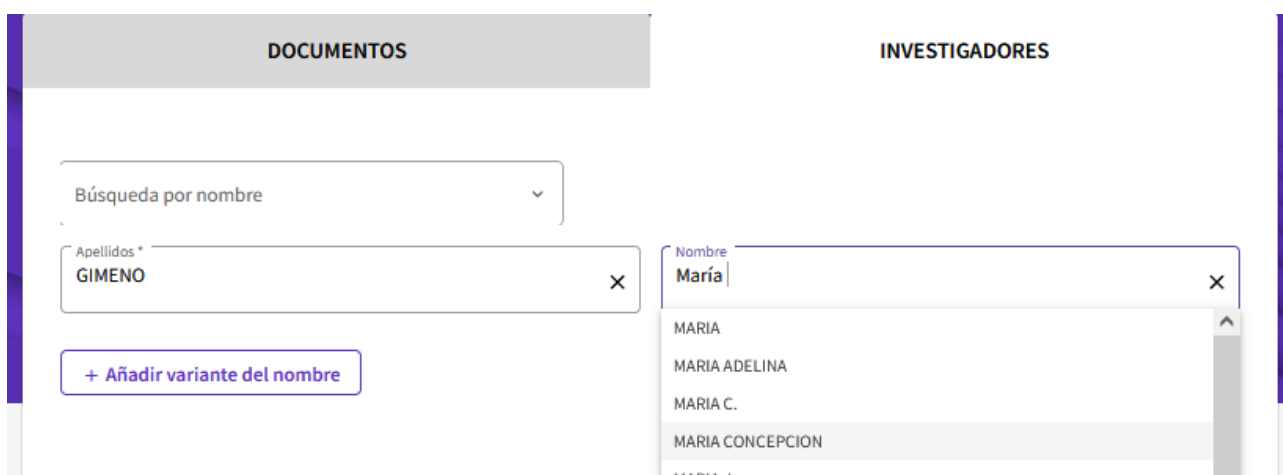 DOCUMENTOS
INVESTIGADORES
Búsqueda por nombre
Apellidos *
GIMENO
Nombre
María
+ Añadir variante del nombre
MARIA
MARIA ADELINA
MARIA C.
MARIA CONCEPCION